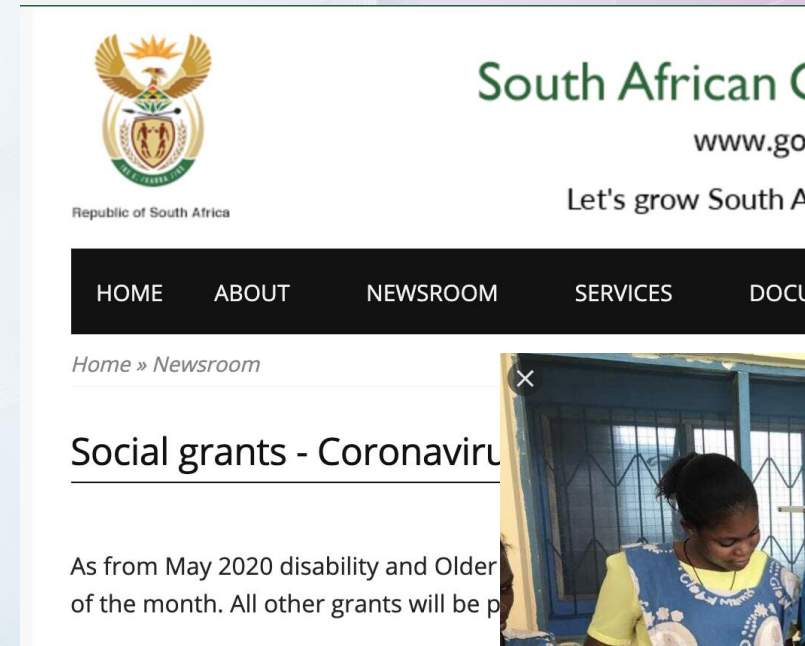 South African
www.go
Republic of South Africa
Let's grow South A
HOME ABOUT NEWSROOM SERVICES DOCU
Home » Newsroom
Social grants - Coronaviru
As from May 2020 disability and Older
of the month. All other grants will be p